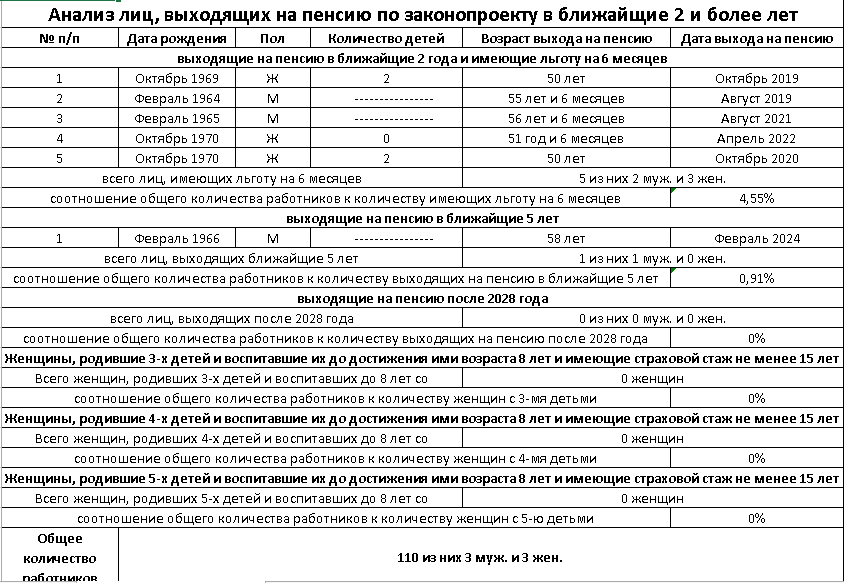 Анализ лиц, выходящих на пенсию по законопроекту в ближайщие 2 и более лет
№ п/п Дата рождения Пол Количество детей Возраст выхода на пенсию Дата выхода на пенсию
выходящие на пенсию в ближайщие 2 года и имеющие льготу на 6 месяцев
1 Октябрь 1969 Ж 2 50 лет Октябрь 2019
2 Февраль 1964 М --------------- 55 лет и 6 месяцев Август 2019
3 Февраль 1965 М --------------- 56 лет и 6 месяцев Август 2021
4 Октябрь 1970 Ж 0 51 год и 6 месяцев Апрель 2022
5 Октябрь 1970 Ж 2 50 лет Октябрь 2020
всего лиц, имеющих льготу на 6 месяцев 5 из них 2 муж. и 3 жен.
соотношение общего количества работников к количеству имеющих льготу на 6 месяцев 4,55%
выходящие на пенсию в ближайщие 5 лет
1 Февраль 1966 М --------------- 58 лет Февраль 2024
всего лиц, выходящих ближайщие 5 лет 1 из них 1 муж. и 0 жен.
соотношение общего количества работников к количеству выходящих на пенсию в ближайщие 5 лет 0,91%
выходящие на пенсию после 2028 года
всего лиц, выходящих после 2028 года 0 из них 0 муж. и 0 жен.
соотношение общего количества работников к количеству выходящих на пенсию после 2028 года 0%
Женщины, родившие 3-х детей и воспитавшие их до достижения ими возраста 8 лет и имеющие страховой стаж не менее 15 лет
Всего женщин, родивших 3-х детей и воспитавших до 8 лет со 0 женщин
соотношение общего количества работников к количеству женщин с 3-мя детьми 0%
Женщины, родившие 4-х детей и воспитавшие их до достижения ими возраста 8 лет и имеющие страховой стаж не менее 15 лет
Всего женщин, родивших 4-х детей и воспитавших до 8 лет со 0 женщин
соотношение общего количества работников к количеству женщин с 4-мя детьми 0%
Женщины, родившие 5-х детей и воспитавшие их до достижения ими возраста 8 лет и имеющие страховой стаж не менее 15 лет
Всего женщин, родивших 5-х детей и воспитавших до 8 лет со 0 женщин
соотношение общего количества работников к количеству женщин с 5-ю детьми 0%
Общее
количество 110 из них 3 муж. и 3 жен.
работников